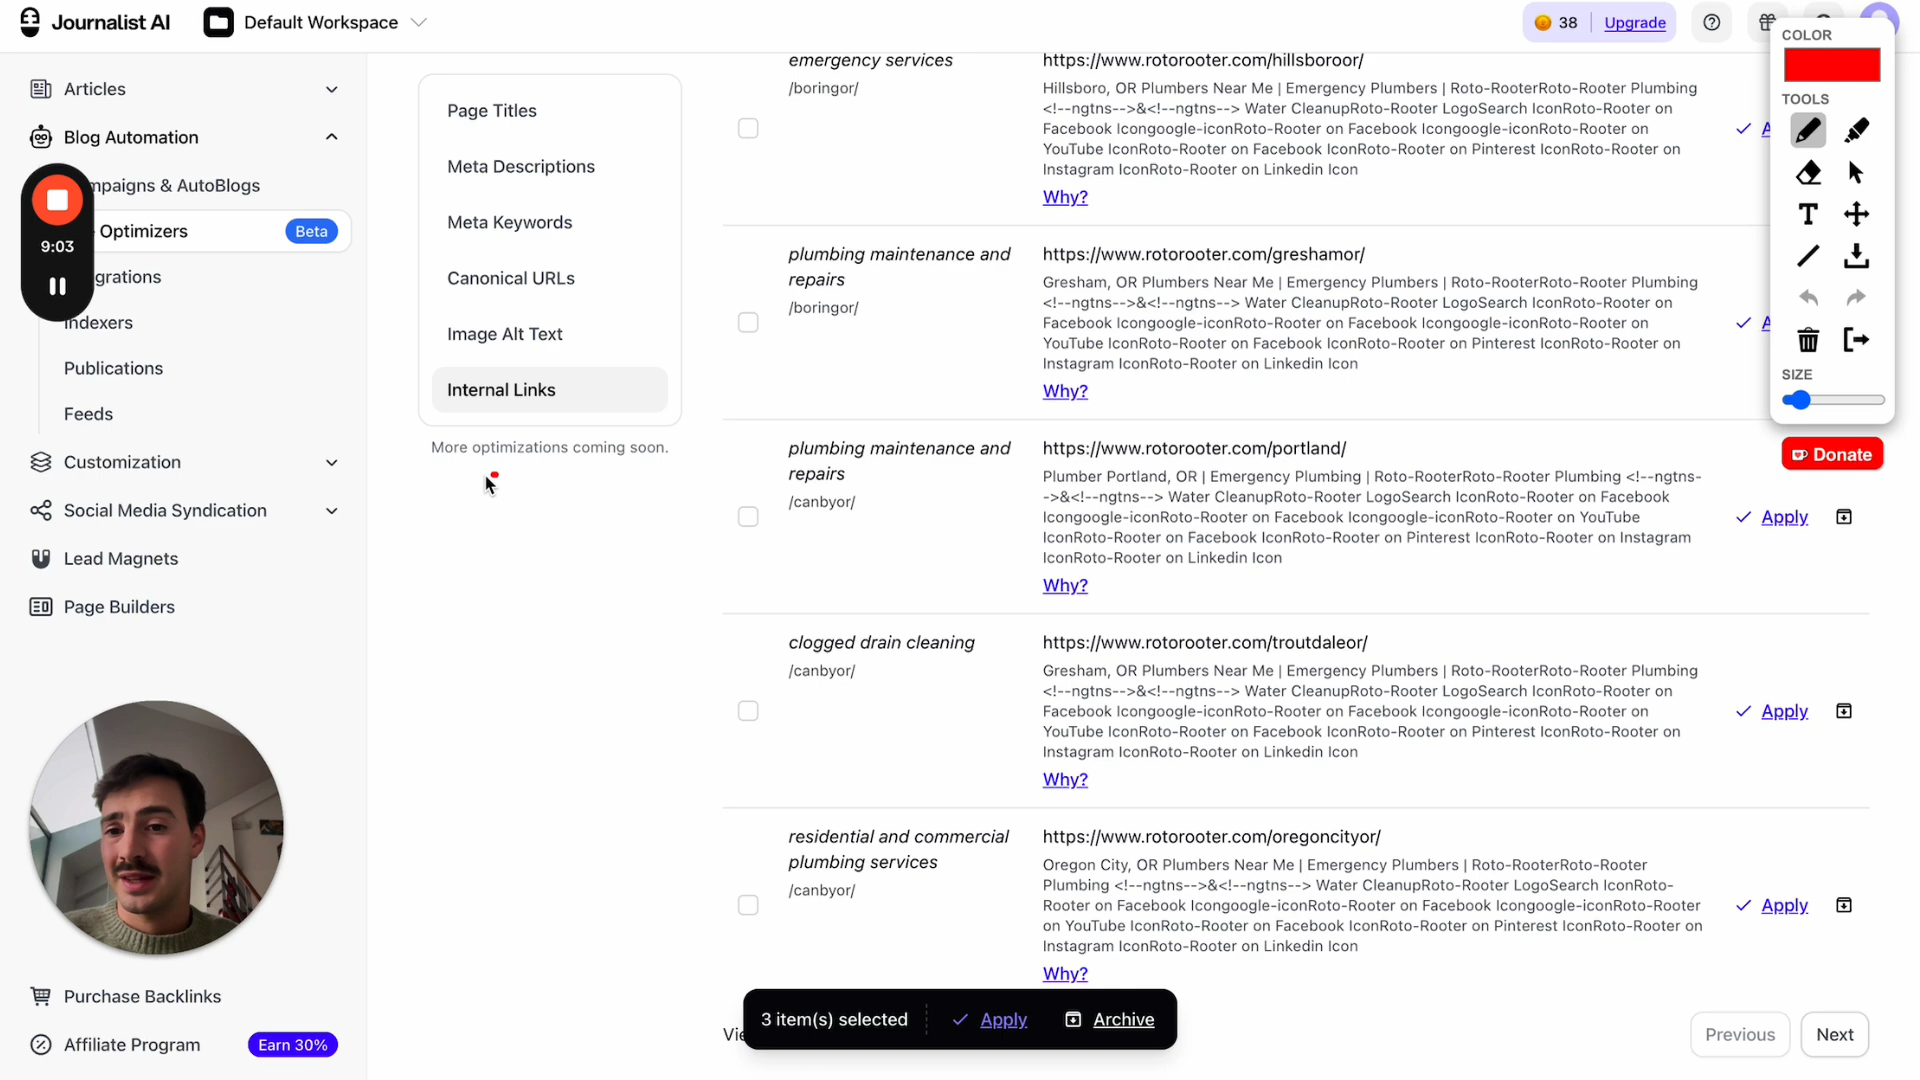 Journalist AI
Default Workspace
38
Upgrade
COLOR
TOOLS
SIZE
Donate
Articles
Blog Automation
mpaigns & AutoBlogs
Optimizers
Beta
9:03
grations
Indexers
Publications
Feeds
Customization
Social Media Syndication
Lead Magnets
Page Builders
Purchase Backlinks
Affiliate Program
Earn 30%
Page Titles
Meta Descriptions
Meta Keywords
Canonical URLs
Image Alt Text
Internal Links
More optimizations coming soon.
emergency services
/boringor/
https://www.rotorooter.com/hillsboroor/
Hillsboro, OR Plumbers Near Me | Emergency Plumbers | Roto-RooterRoto-Rooter Plumbing
<!--ngtns-->&<!--ngtns--> Water CleanupRoto-Rooter LogoSearch IconRoto-Rooter on
Facebook Icongoogle-iconRoto-Rooter on Facebook Icongoogle-iconRoto-Rooter on
YouTube IconRoto-Rooter on Facebook IconRoto-Rooter on Pinterest IconRoto-Rooter on
Instagram IconRoto-Rooter on Linkedin Icon
Why?
A
plumbing maintenance and
repairs
/boringor/
https://www.rotorooter.com/greshamor/
Gresham, OR Plumbers Near Me | Emergency Plumbers | Roto-RooterRoto-Rooter Plumbing
<!--ngtns-->&<!--ngtns--> Water CleanupRoto-Rooter LogoSearch IconRoto-Rooter on
Facebook Icongoogle-iconRoto-Rooter on Facebook Icongoogle-iconRoto-Rooter on
YouTube IconRoto-Rooter on Facebook IconRoto-Rooter on Pinterest IconRoto-Rooter on
Instagram IconRoto-Rooter on Linkedin Icon
Why?
A
plumbing maintenance and
repairs
/canbyor/
https://www.rotorooter.com/portland/
Plumber Portland, OR | Emergency Plumbing | Roto-RooterRoto-Rooter Plumbing <!--ngtns-
->&<!--ngtns--> Water CleanupRoto-Rooter LogoSearch IconRoto-Rooter on Facebook
Icongoogle-iconRoto-Rooter on Facebook Icongoogle-iconRoto-Rooter on YouTube
IconRoto-Rooter on Facebook IconRoto-Rooter on Pinterest IconRoto-Rooter on Instagram
IconRoto-Rooter on Linkedin Icon
Why?
Apply
clogged drain cleaning
/canbyor/
https://www.rotorooter.com/troutdaleor/
Gresham, OR Plumbers Near Me | Emergency Plumbers | Roto-RooterRoto-Rooter Plumbing
<!--ngtns-->&<!--ngtns--> Water CleanupRoto-Rooter LogoSearch IconRoto-Rooter on
Facebook Icongoogle-iconRoto-Rooter on Facebook Icongoogle-iconRoto-Rooter on
YouTube IconRoto-Rooter on Facebook IconRoto-Rooter on Pinterest IconRoto-Rooter on
Instagram IconRoto-Rooter on Linkedin Icon
Why?
Apply
residential and commercial
plumbing services
/canbyor/
https://www.rotorooter.com/oregoncityor/
Oregon City, OR Plumbers Near Me | Emergency Plumbers | Roto-RooterRoto-Rooter
Plumbing <!--ngtns-->&<!--ngtns--> Water CleanupRoto-Rooter LogoSearch IconRoto-
Rooter on Facebook Icongoogle-iconRoto-Rooter on Facebook Icongoogle-iconRoto-Rooter
on YouTube IconRoto-Rooter on Facebook IconRoto-Rooter on Pinterest IconRoto-Rooter on
Instagram IconRoto-Rooter on Linkedin Icon
Why?
Apply
3 item(s) selected
Apply
Archive
Previous
Next